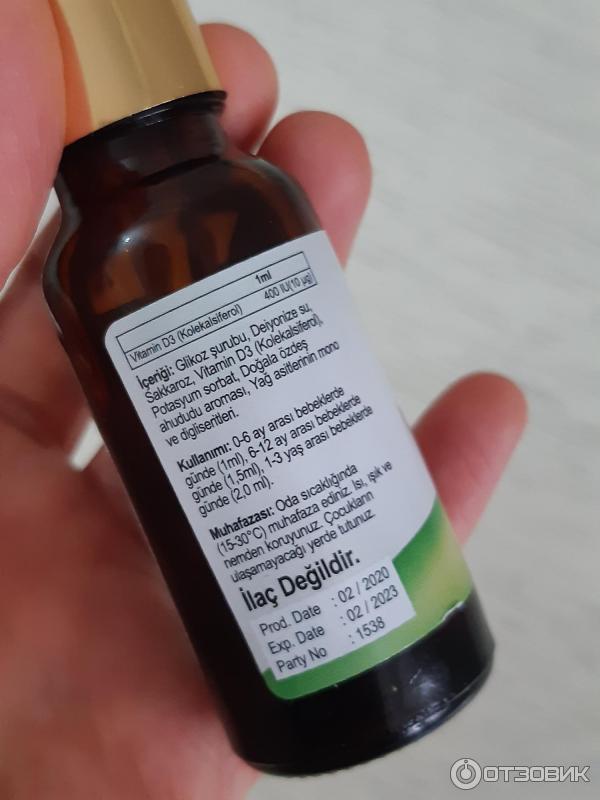 1ml
Vitamin D3 (Kolekalsiferol) 400 IU(10 µg)
İçeriği: Glikoz şurubu, Deiyonize su,
Sakkaroz, Vitamin D3 (Kolekalsiferol),
Potasyum sorbat, Doğala özdeş
ahududu aroması, Yağ asitlerinin mono
ve digliseritleri.
Kullanımı: 0-6 ay arası bebeklerde
günde (1ml), 6-12 ay arası bebeklerde
günde (1,5ml), 1-3 yaş arası bebeklerde
günde (2,0 ml).
Muhafazası: Oda sıcaklığında
(15-30°C) muhafaza ediniz. Isı, ışık ve
nemden koruyunuz. Çocukların
ulaşamayacağı yerde tutunuz.
İlaç Değildir.
Prod. Date : 02 / 2020
Exp. Date : 02 / 2023
Party No : 1538
ОТЗОВИК